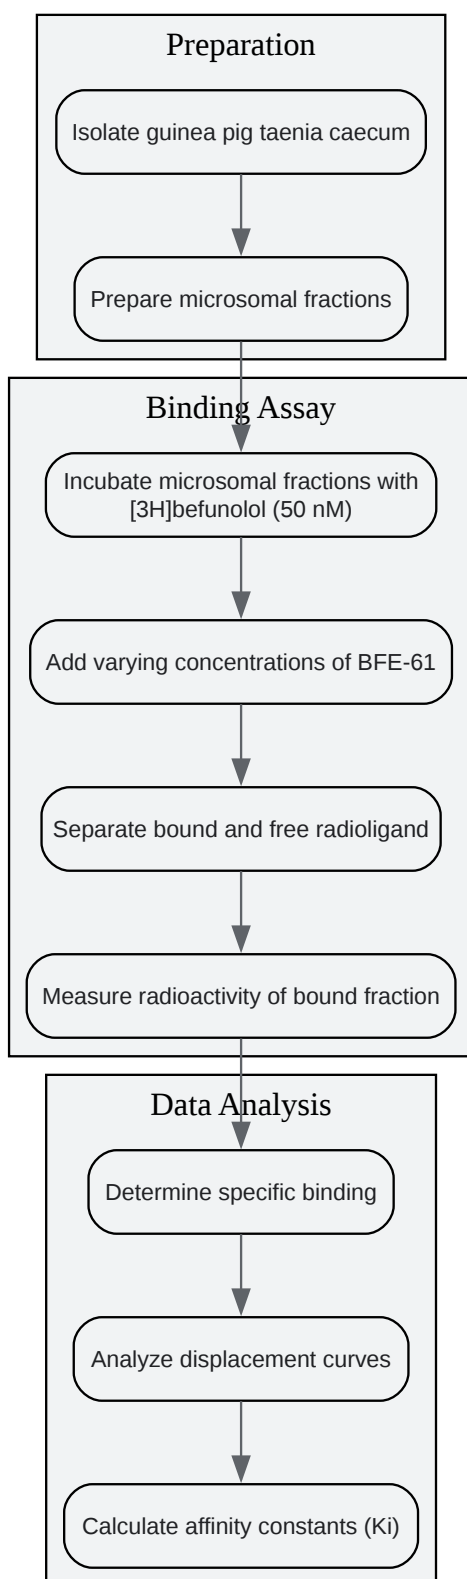 Preparation
Isolate guinea pig taenia caecum
Prepare microsomal fractions
Binding Assay
Incubate microsomal fractions with
[3H]befunolol (50 nM)
Add varying concentrations of BFE-61
Separate bound and free radioligand
Measure radioactivity of bound fraction
Data Analysis
Determine specific binding
Analyze displacement curves
Calculate affinity constants (Ki)